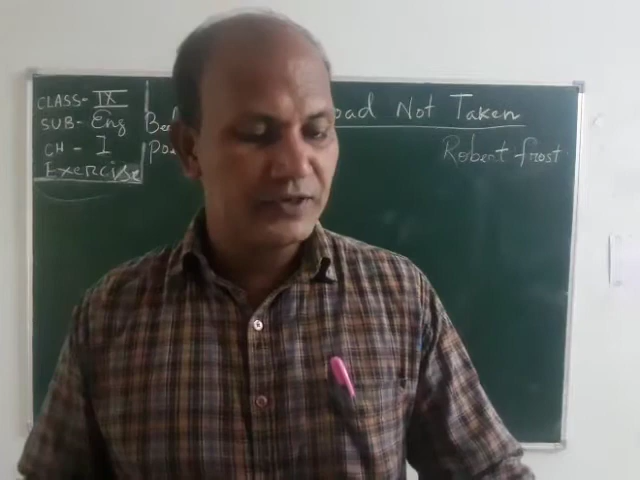 CLASS- IX
SUB- Eng
CH - I
Exercise
oad Not Taken
Robert frost